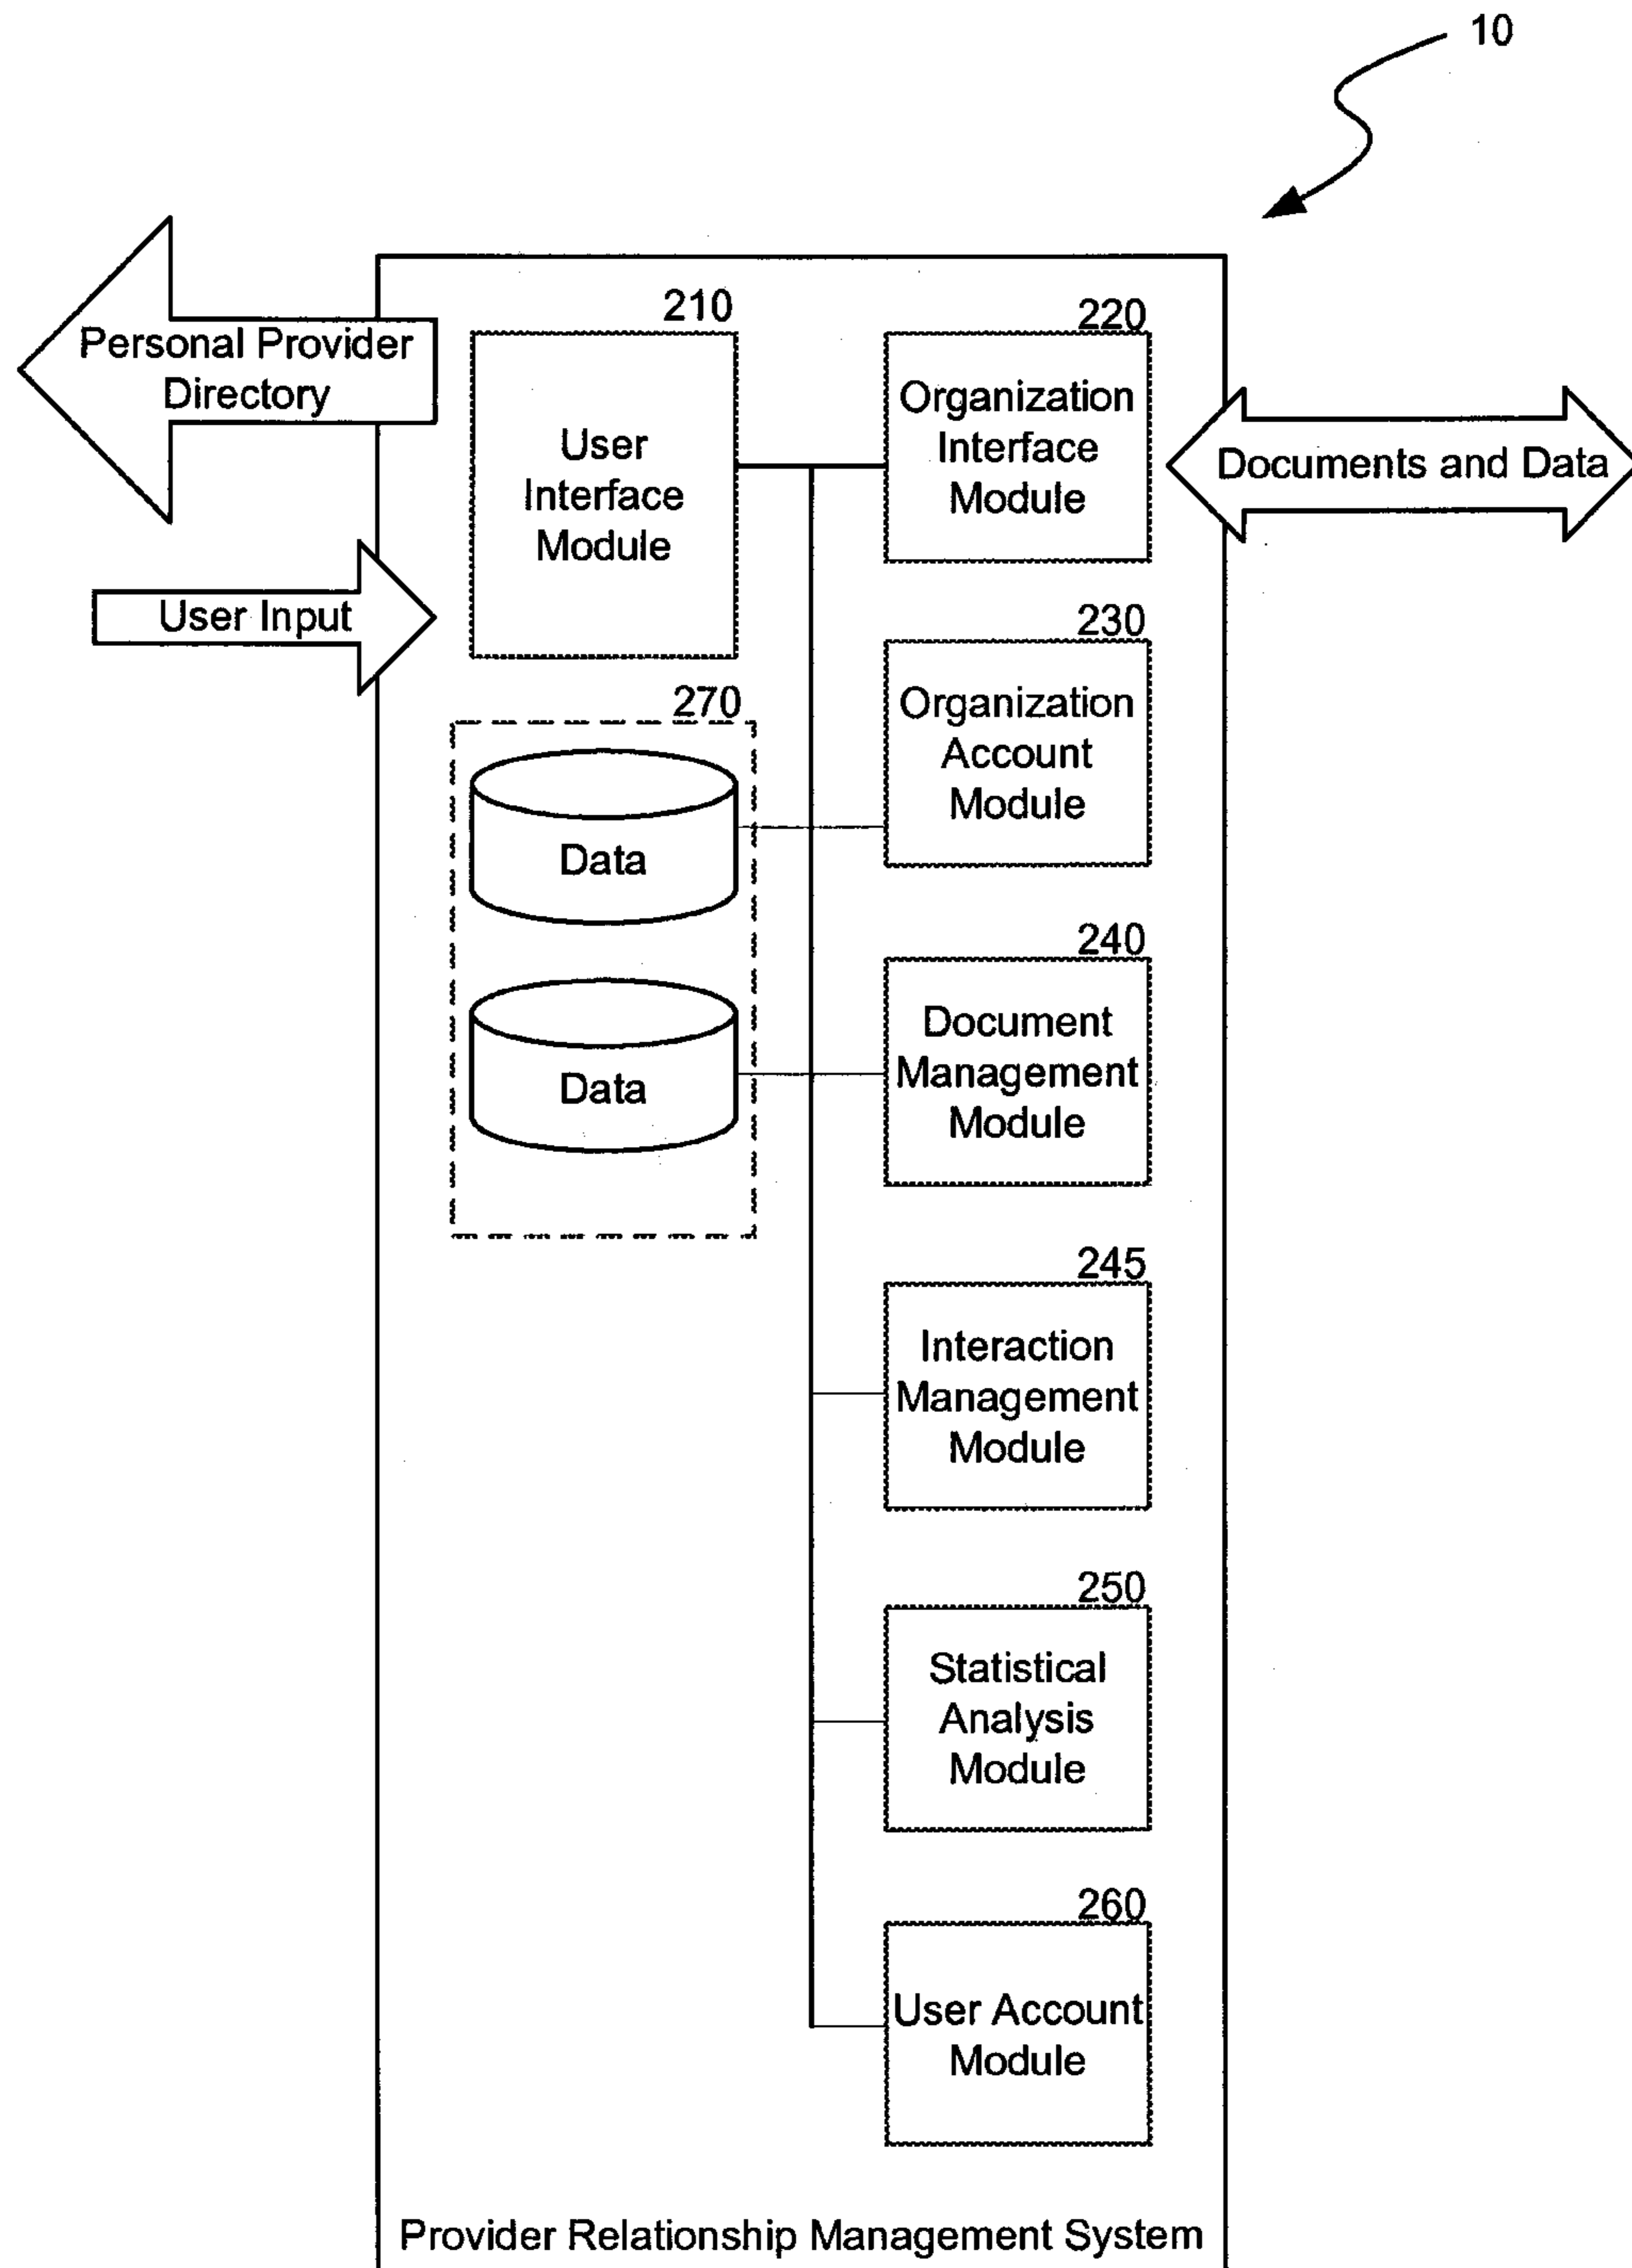 10
210
220
Personal Provider
Directory
User
Interface
Module
Organization
Interface
Module
Documents and Data
User Input
230
Organization
Account
Module
270
Data
Data
240
Document
Management
Module
245
Interaction
Management
Module
250
Statistical
Analysis
Module
260
User Account
Module
Provider Relationship Management System